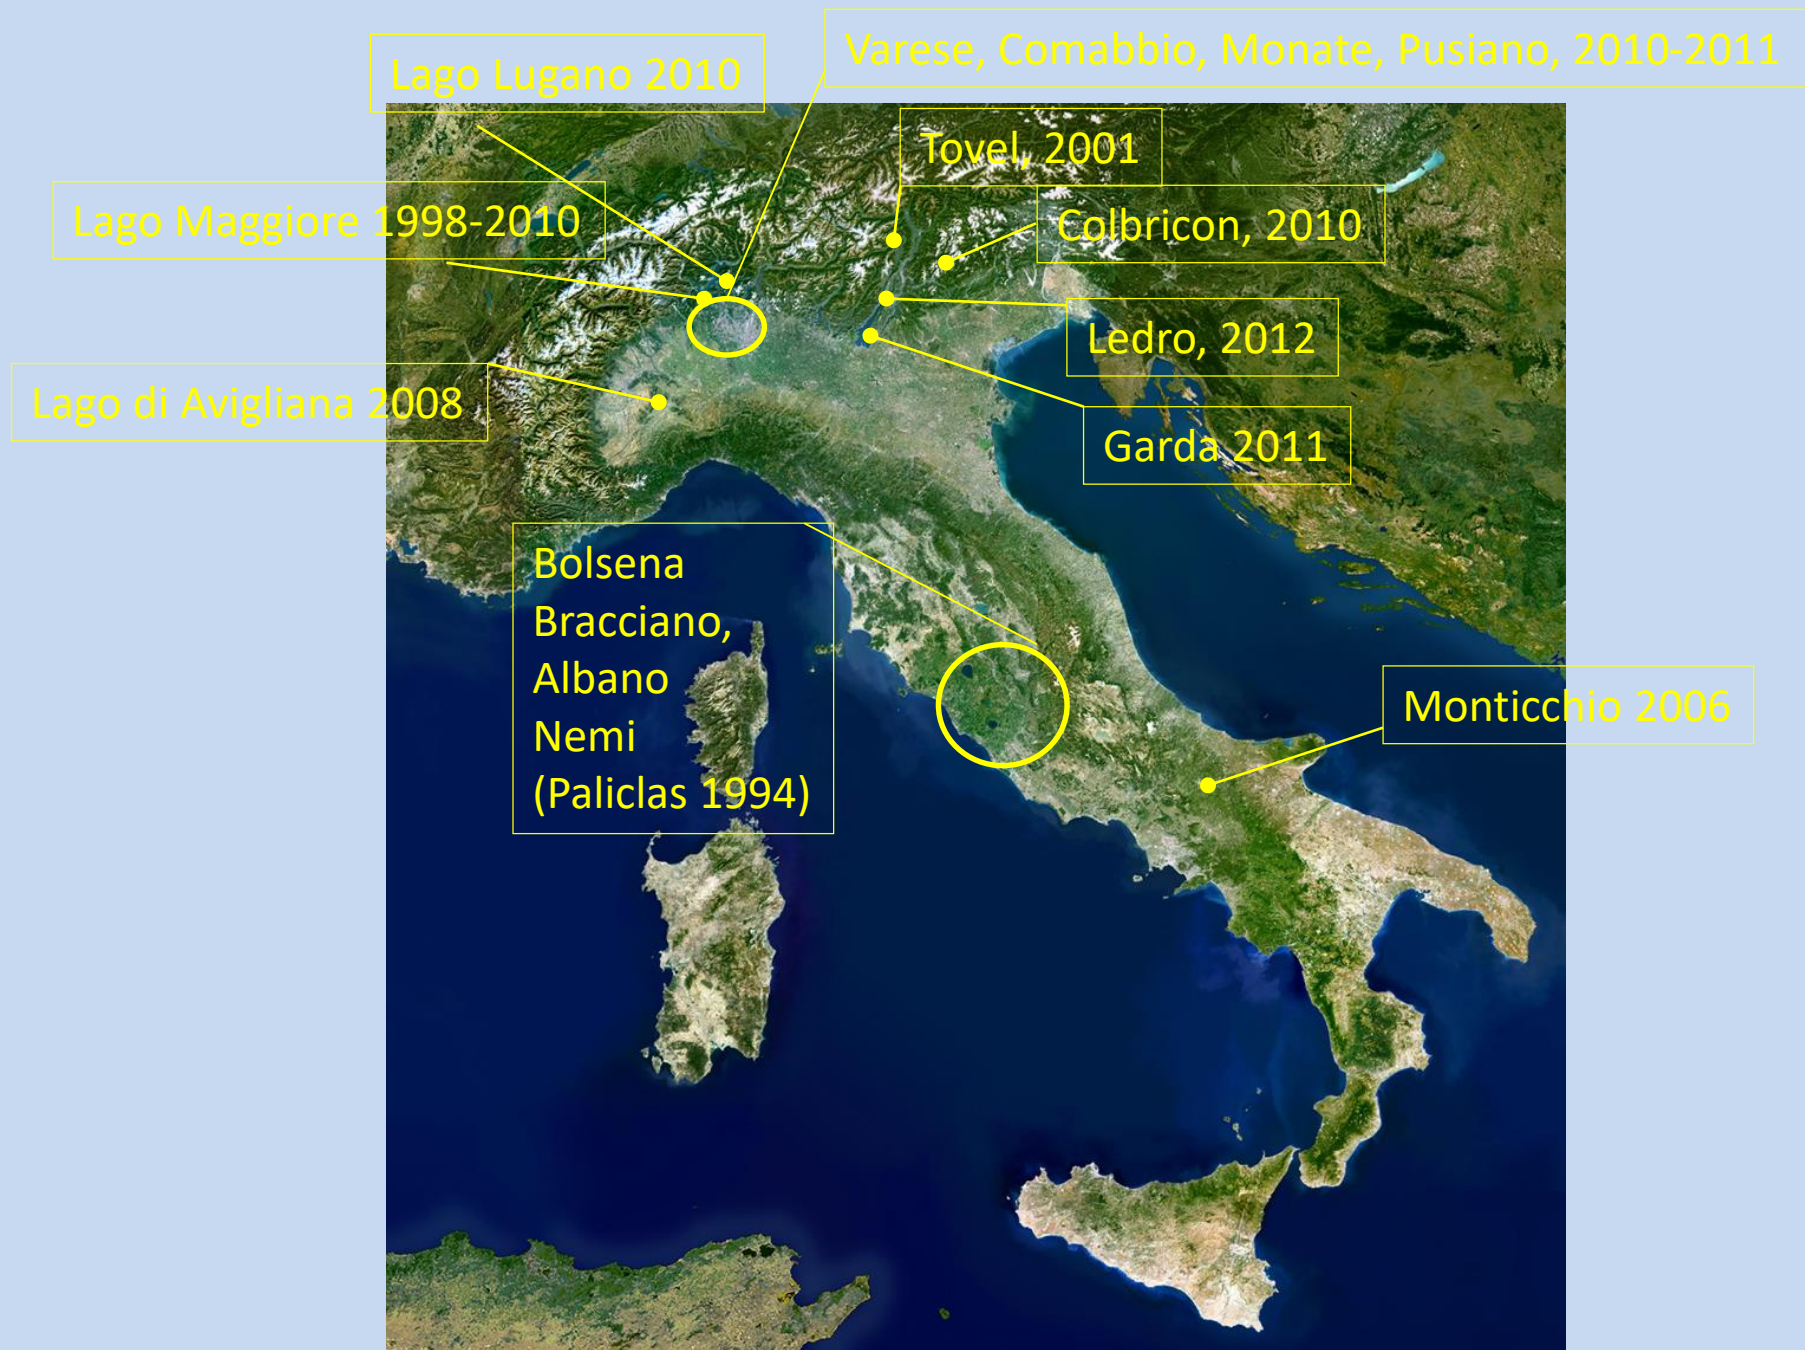 Varese, Comabbio, Monate, Pusiano, 2010-2011
Lago Lugano 2010
Tovel, 2001
Lago Maggiore 1998-2010
Colbricon, 2010
Ledro, 2012
Lago di Avigliana 2008
Garda 2011
Bolsena
Bracciano,
Albano
Nemi
(Paliclas 1994)
Monticchio 2006